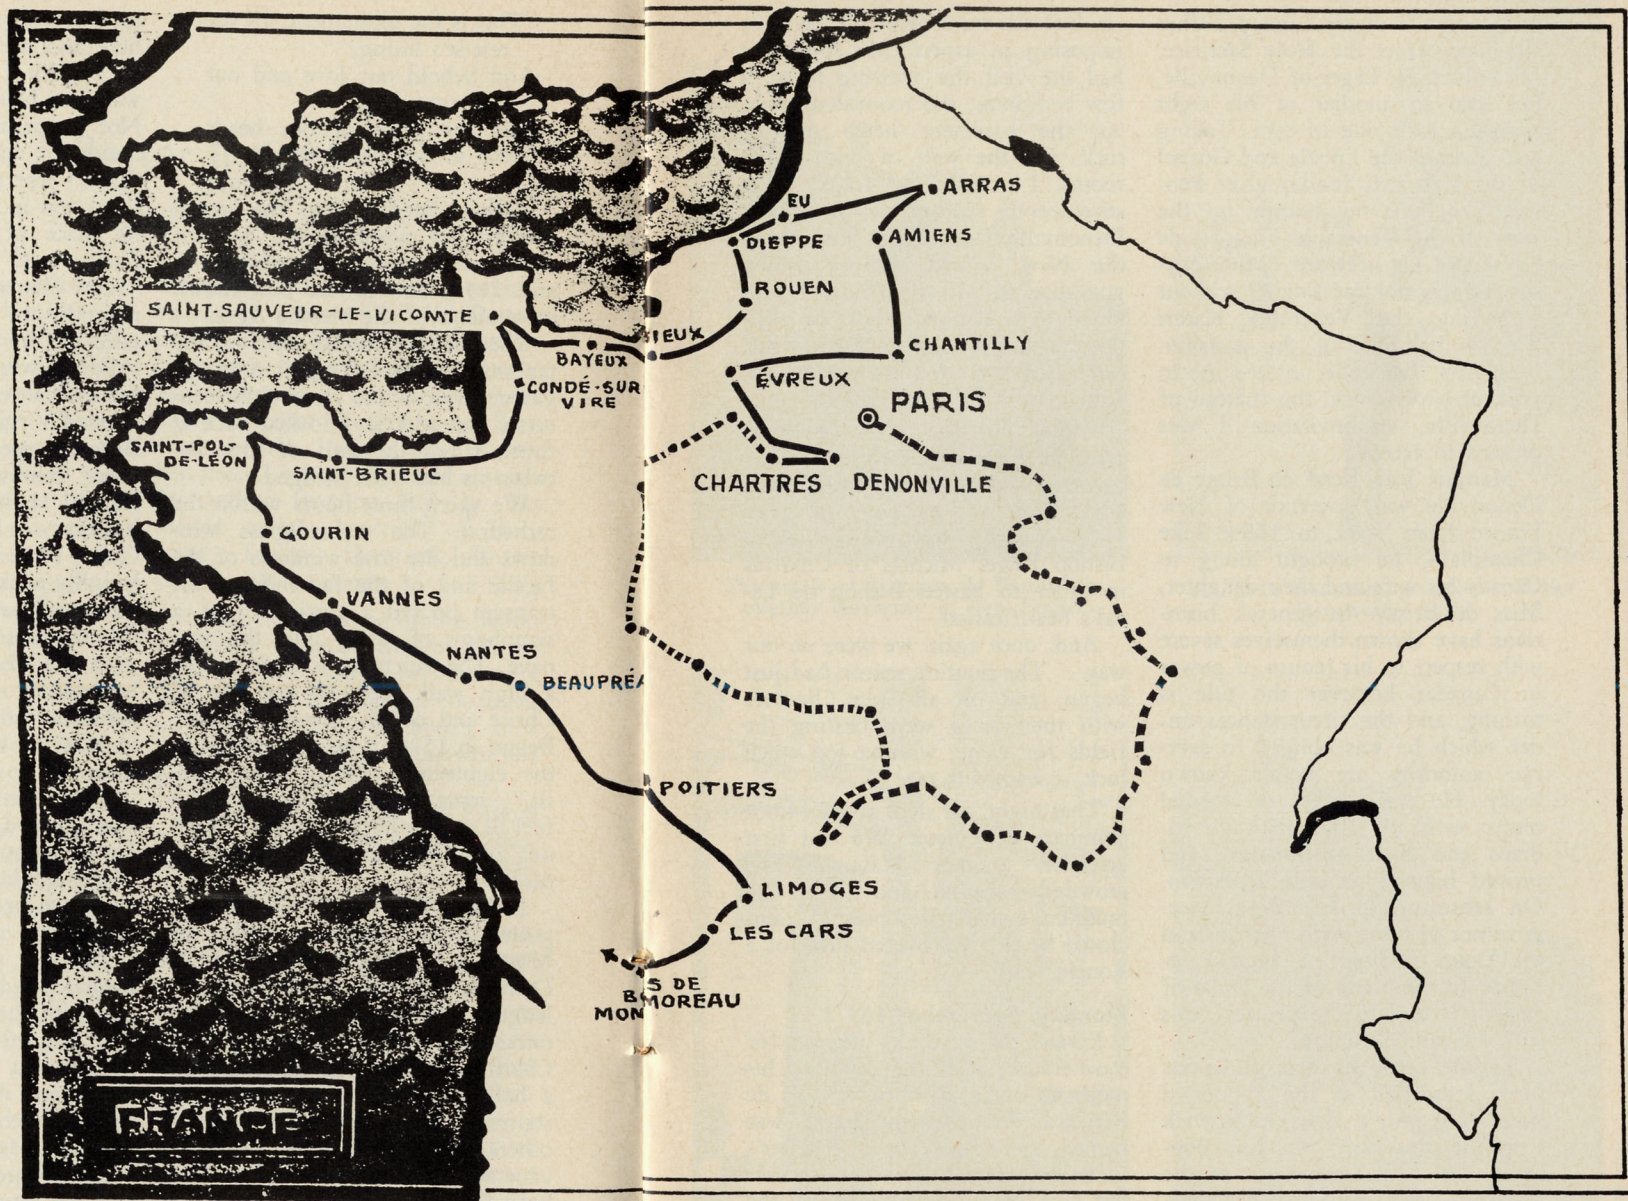 ARRAS
EU
DIEPPE
AMIENS
ROUEN
SAINT-SAUVEUR-LE-VICOMTE
IEUX
BAYEUX
CHANTILLY
ÉVREUX
CONDÉ-SUR
VIRE
PARIS
SAINT-POL-
DE-LÉON
SAINT-BRIEUC
CHARTRES
DENONVILLE
GOURIN
VANNES
NANTES
BEAUPRÉA
POITIERS
LIMOGES
LES CARS
S DE
MOREAU
FRANCE